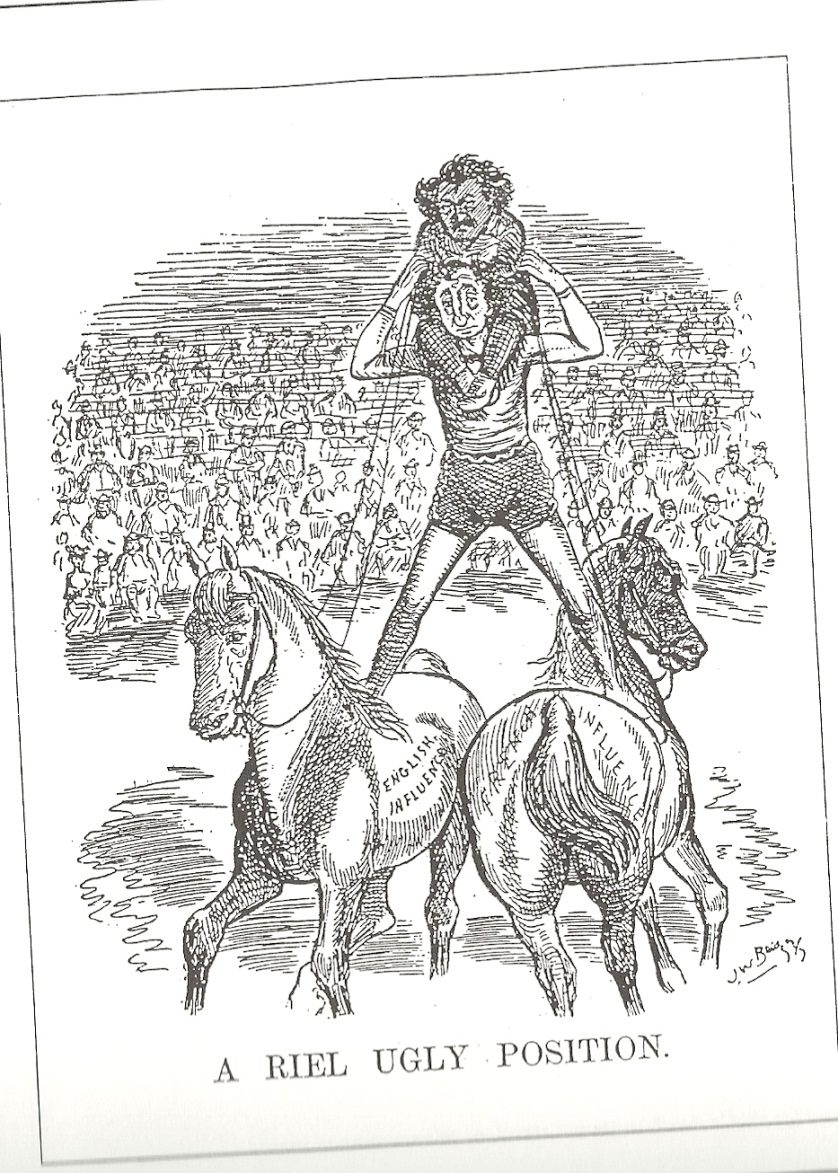 ENGLISH
INFLUENCE
FRENCH INFLUENCE
J.W. Bengough
A RIEL UGLY POSITION.